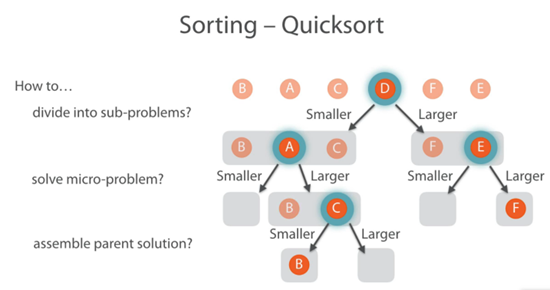 Sorting – Quicksort
How to…
B A C D F E
divide into sub-problems?
Smaller Larger
B A C F E
solve micro-problem?
Smaller Larger Smaller Larger
B C F
assemble parent solution?
Smaller Larger
B